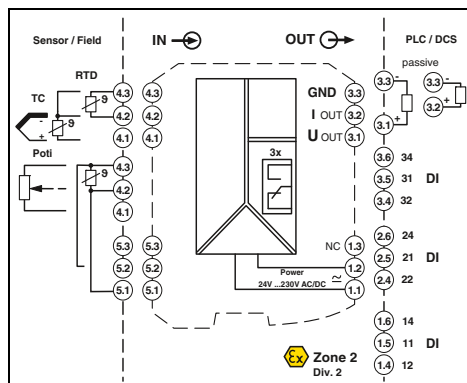 Sensor / Field
IN
OUT
PLC / DCS
passive
RTD
TC
ϑ
ϑ
-
+
Poti
ϑ
4.3
4.2
4.1
4.3
4.2
4.1
5.3
5.2
5.1
4.3
4.2
4.1
5.3
5.2
5.1
3x
GND
I OUT
U OUT
3.3
3.2
3.1
NC
1.3
Power
1.2
24V ...230V AC/DC
≂
1.1
3.3
-
3.3
-
3.2
+
3.1
+
3.6 34
3.5 31 DI
3.4 32
2.6 24
2.5 21 DI
2.4 22
1.6 14
1.5 11 DI
1.4 12
εx Zone 2
Div. 2